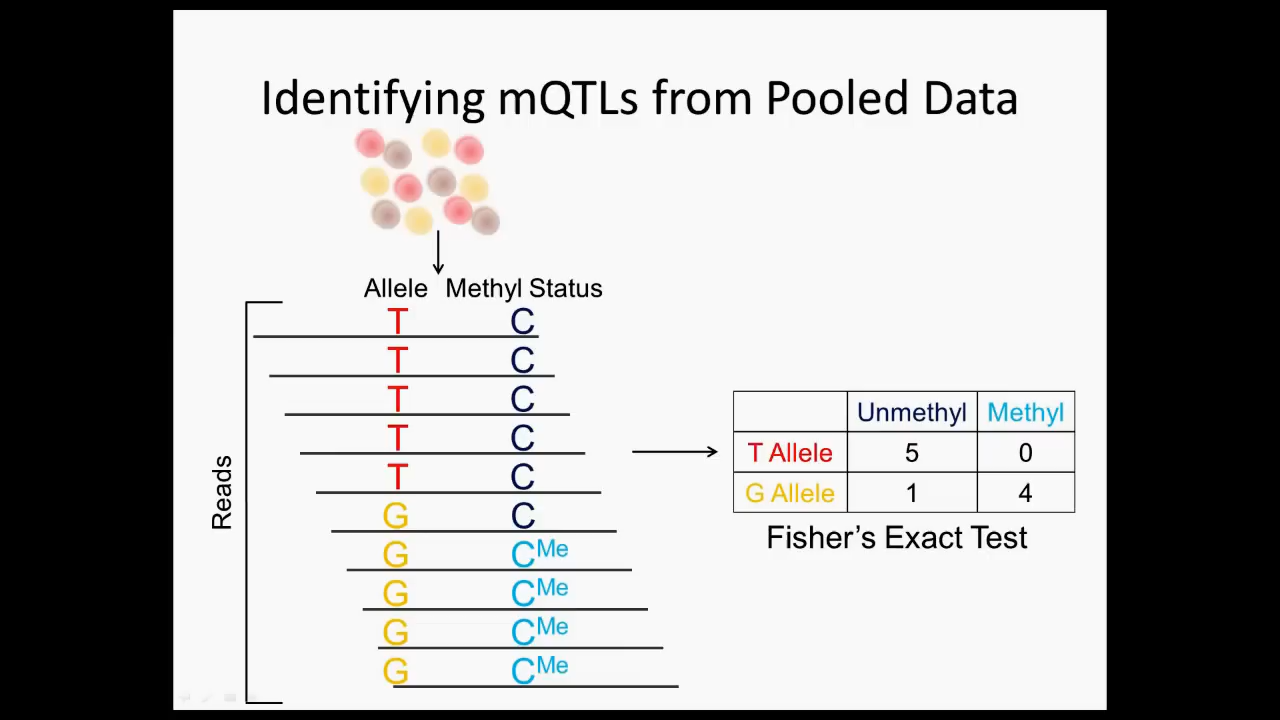 Identifying mQTLs from Pooled Data
Allele Methyl Status
T C
T C
T C
T C
T C
G C
G CMe
G CMe
G CMe
G CMe
Reads
Unmethyl Methyl
T Allele 5 0
G Allele 1 4
Fisher's Exact Test